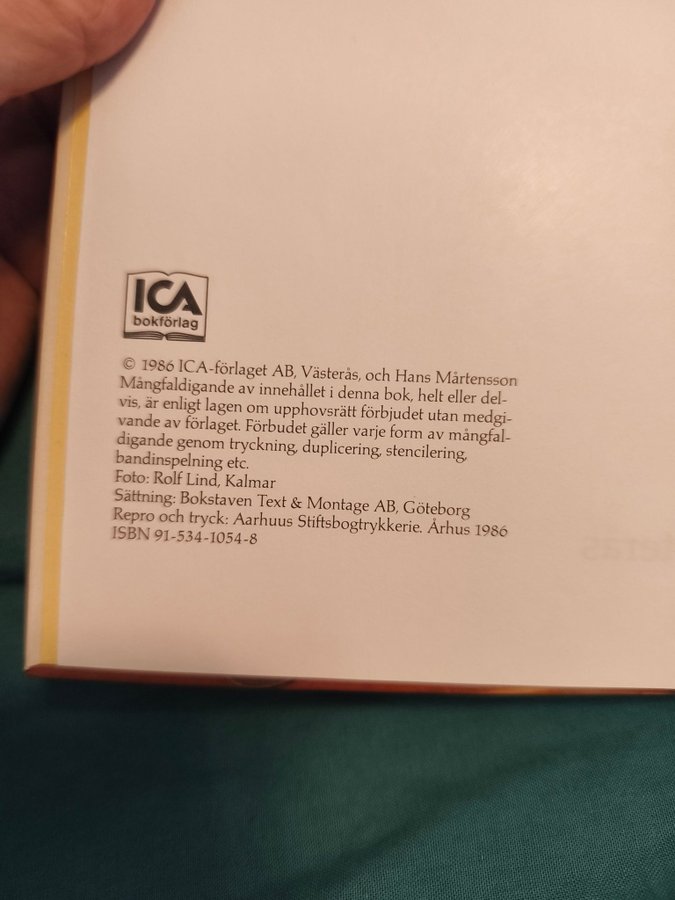 ICA
bokförlag
© 1986 ICA-förlaget AB, Västerås, och Hans Mårtensson
Mångfaldigande av innehållet i denna bok, helt eller del-
vis, är enligt lagen om upphovsrätt förbjudet utan medgi-
vande av förlaget. Förbudet gäller varje form av mångfal-
digande genom tryckning, duplicering, stencilering,
bandinspelning etc.
Foto: Rolf Lind, Kalmar
Sättning: Bokstaven Text & Montage AB, Göteborg
Repro och tryck: Aarhuus Stiftsbogtrykkerie. Århus 1986
ISBN 91-534-1054-8